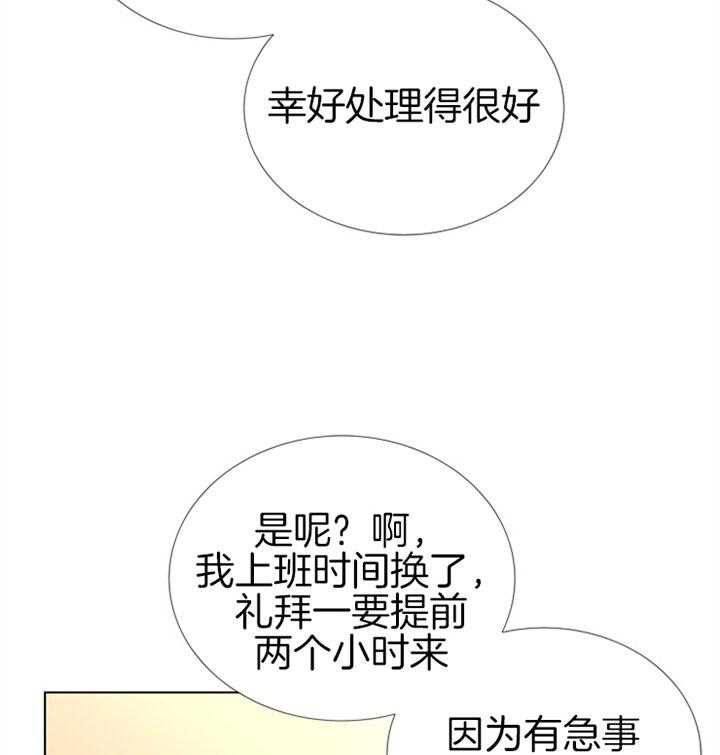 幸好处理得很好
是呢？啊，
我上班时间换了，
礼拜一要提前
两个小时来
因为有急事